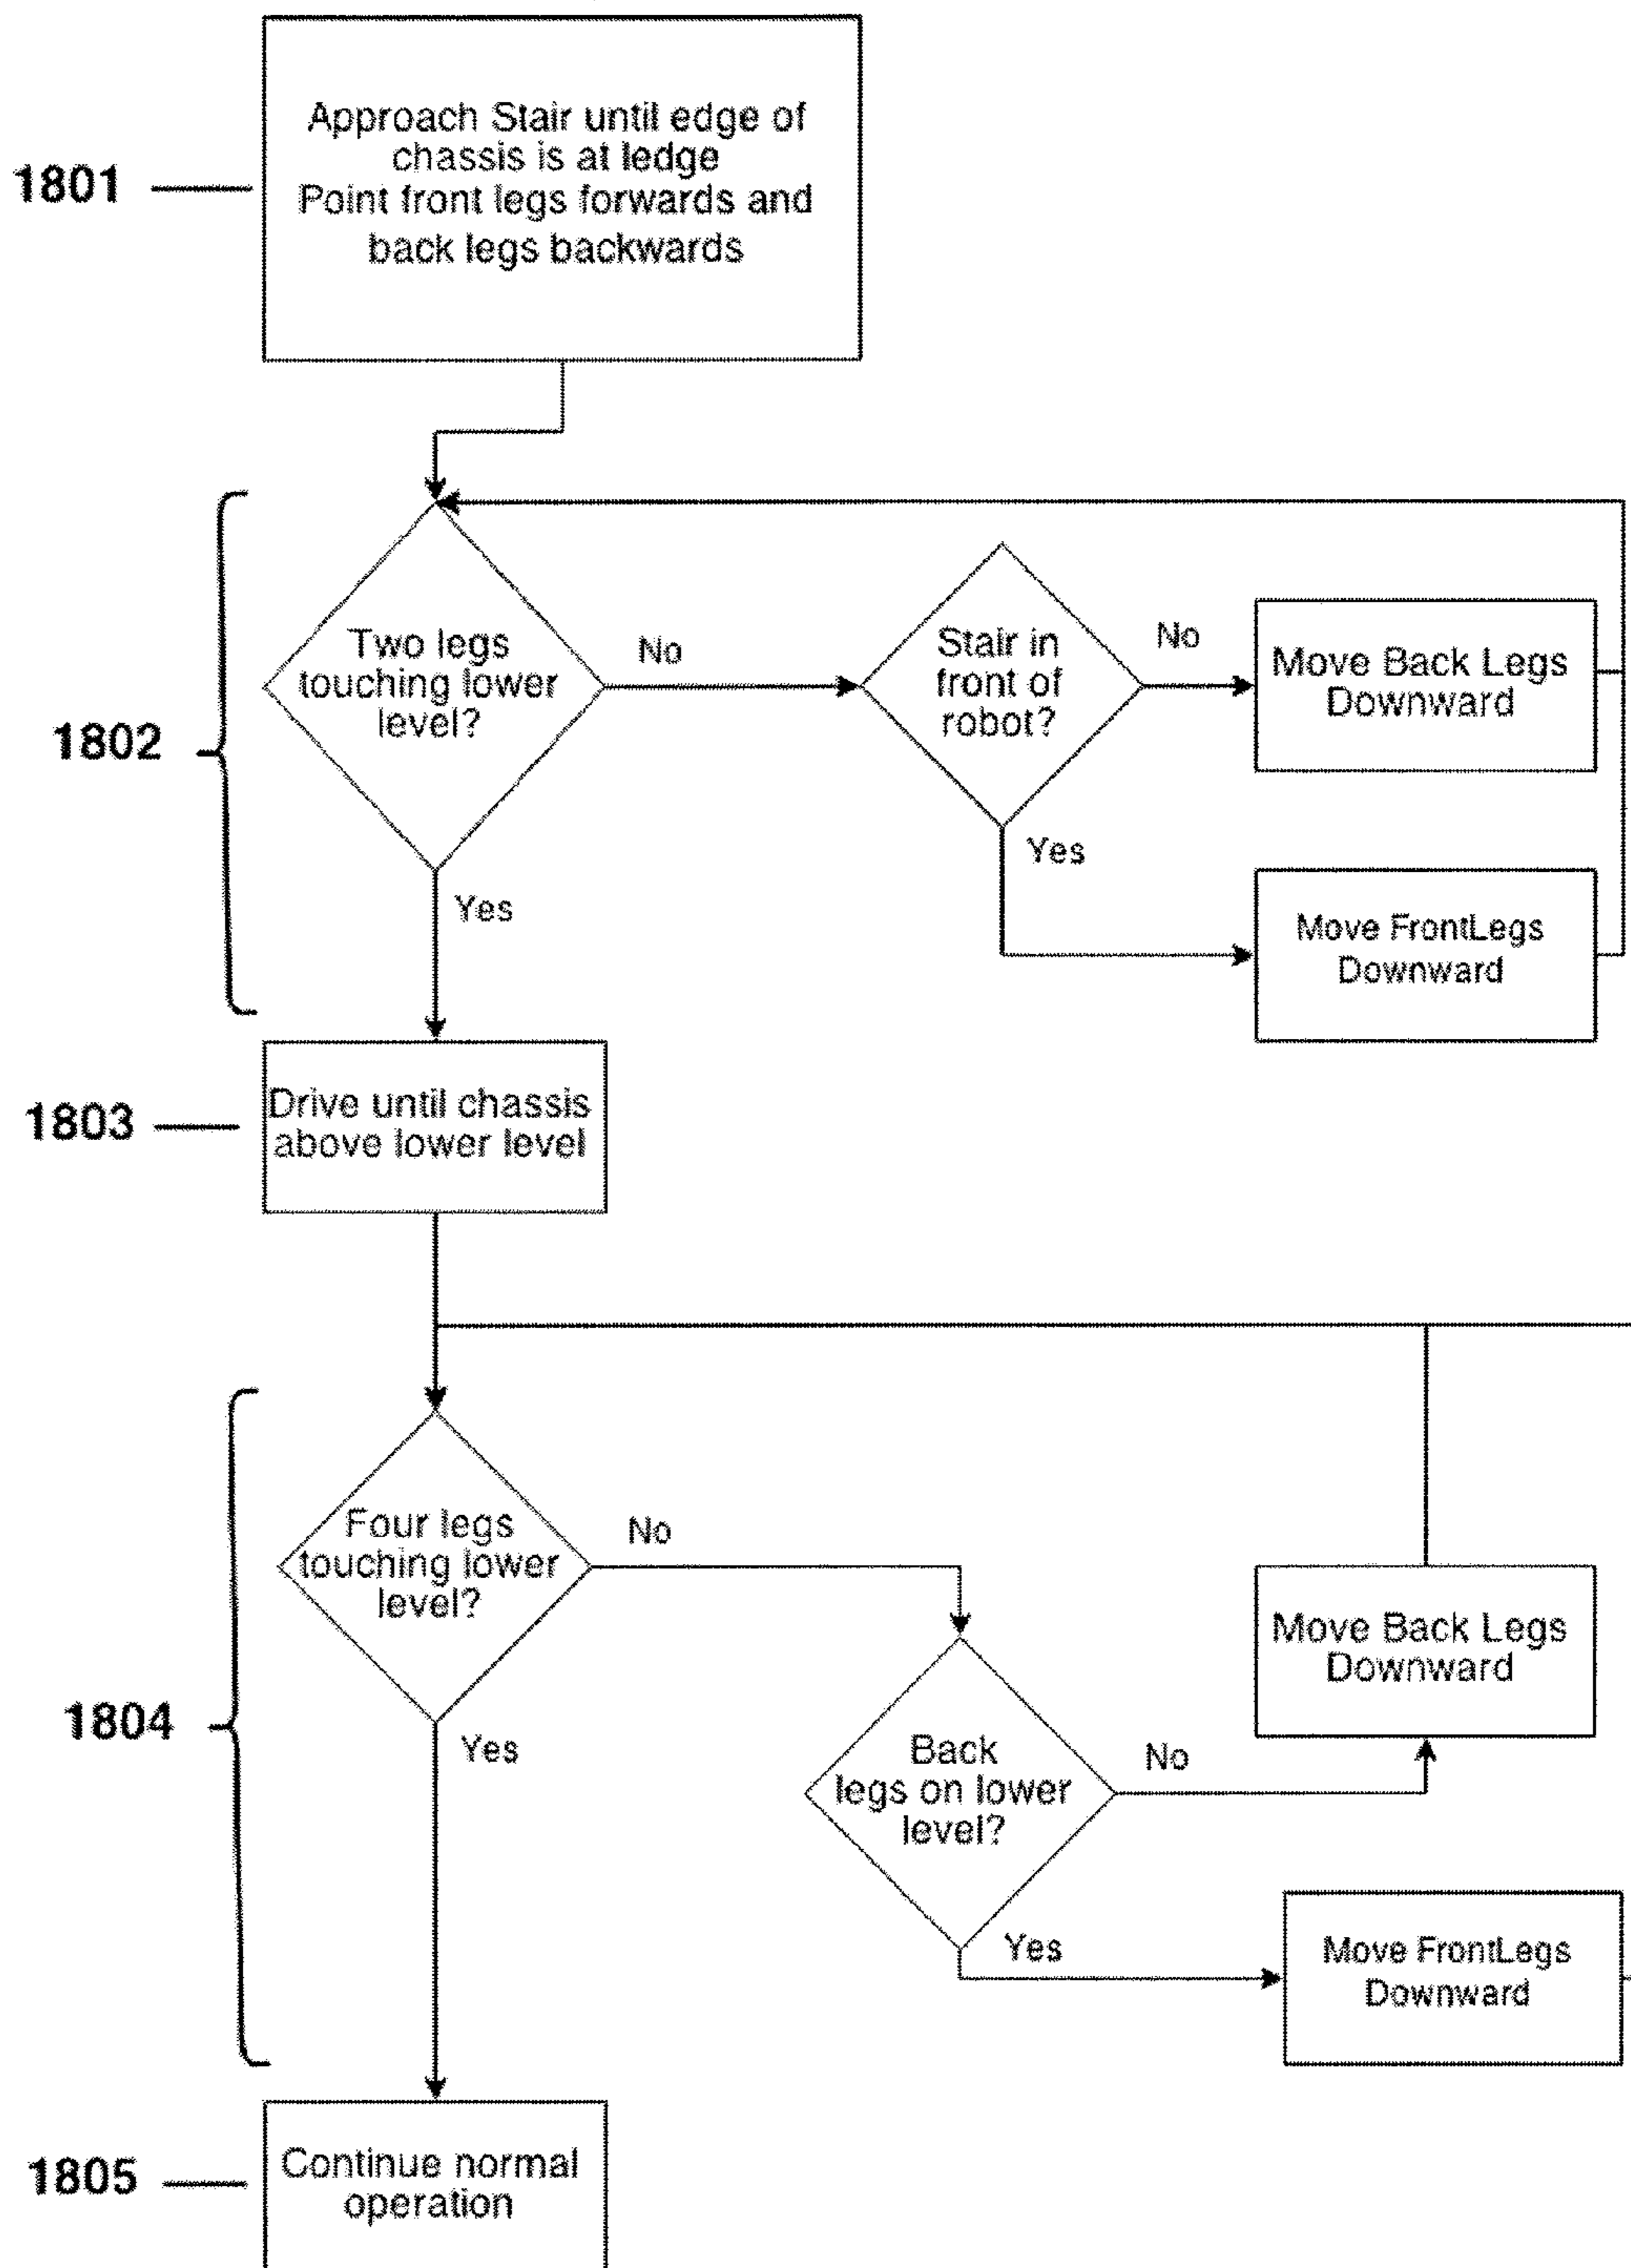 Approach Stair until edge of
chassis is at ledge
Point front legs forwards and
back legs backwards
1801
Two legs
touching lower
level?
No
Stair in
front of
robot?
No
Move Back Legs
Downward
1802
Yes
Yes
Move FrontLegs
Downward
1803
Drive until chassis
above lower level
Four legs
touching lower
level?
No
Move Back Legs
Downward
1804
Yes
Back
legs on lower
level?
No
Yes
Move FrontLegs
Downward
1805
Continue normal
operation